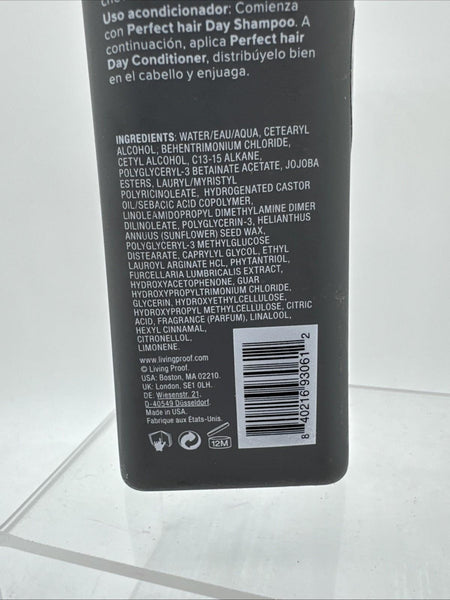 Uso acondicionador: Comienza
con Perfect hair Day Shampoo. A
continuación, aplica Perfect hair
Day Conditioner, distribúyelo bien
en el cabello y enjuaga.
INGREDIENTS: WATER/EAU/AQUA, CETEARYL
ALCOHOL, BEHENTRIMONIUM CHLORIDE,
CETYL ALCOHOL, C13-15 ALKANE,
POLYGLYCERYL-3 BETAINATE ACETATE, JOJOBA
ESTERS, LAURYL/MYRISTYL
POLYRICINOLEATE, HYDROGENATED CASTOR
OIL/SEBACIC ACID COPOLYMER,
LINOLEAMIDOPROPYL DIMETHYLAMINE DIMER
DILINOLEATE, POLYGLYCERIN-3, HELIANTHUS
ANNUUS (SUNFLOWER) SEED WAX,
POLYGLYCERYL-3 METHYLGLUCOSE
DISTEARATE, CAPRYLYL GLYCOL, ETHYL
LAUROYL ARGINATE HCL, PHYTANTRIOL,
FURCELLARIA LUMBRICALIS EXTRACT,
HYDROXYACETOPHENONE, GUAR
HYDROXYPROPYLTRIMONIUM CHLORIDE,
GLYCERIN, HYDROXYETHYLCELLULOSE,
HYDROXYPROPYL METHYLCELLULOSE, CITRIC
ACID, FRAGRANCE (PARFUM), LINALOOL,
HEXYL CINNAMAL,
CITRONELLOL,
LIMONENE.
www.livingproof.com
© Living Proof.
USA: Boston, MA 02210.
UK: London, SE1 0LH.
DE: Wiesenstr. 21,
D-40549 Düsseldorf.
Made in USA.
Fabrique aux États-Unis.
12M
8 40216 93061 2